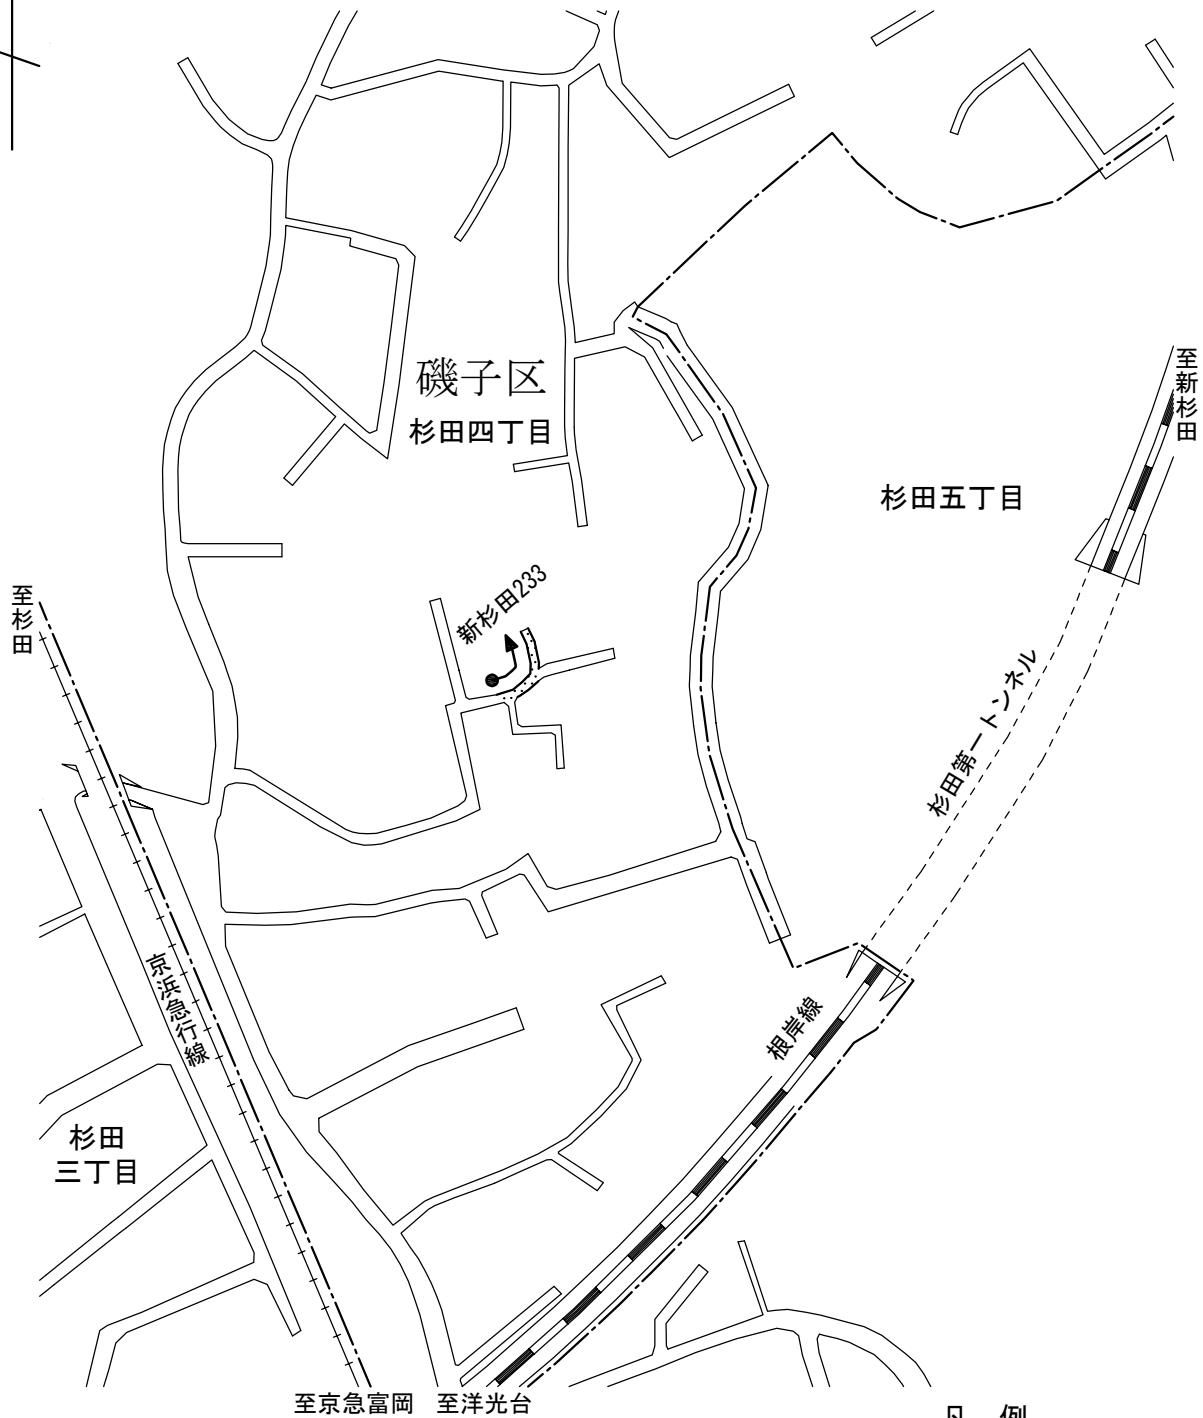 磯子区
杉田四丁目
至新杉田
杉田五丁目
新杉田233
至杉田
杉田第一トンネル
京浜急行線
根岸線
杉田
三丁目
至京急富岡
至洋光台
凡 例